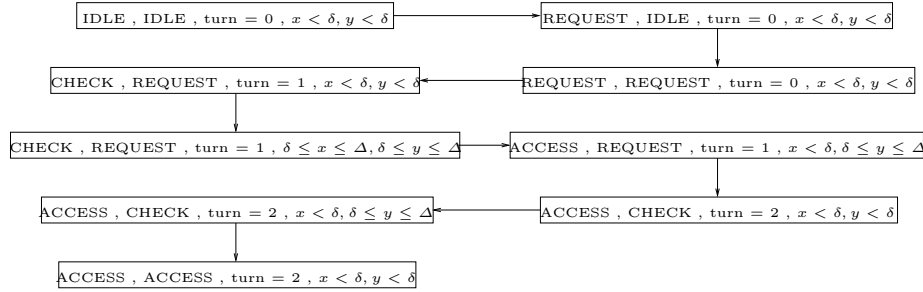 IDLE , IDLE , turn = 0 , x < δ, y < δ
REQUEST , IDLE , turn = 0 , x < δ, y < δ
CHECK , REQUEST , turn = 1 , x < δ, y < δ
REQUEST , REQUEST , turn = 0 , x < δ, y < δ
CHECK , REQUEST , turn = 1 , δ ≤ x ≤ Δ, δ ≤ y ≤ Δ
ACCESS , REQUEST , turn = 1 , x < δ, δ ≤ y ≤ Δ
ACCESS , CHECK , turn = 2 , x < δ, δ ≤ y ≤ Δ
ACCESS , CHECK , turn = 2 , x < δ, y < δ
ACCESS , ACCESS , turn = 2 , x < δ, y < δ